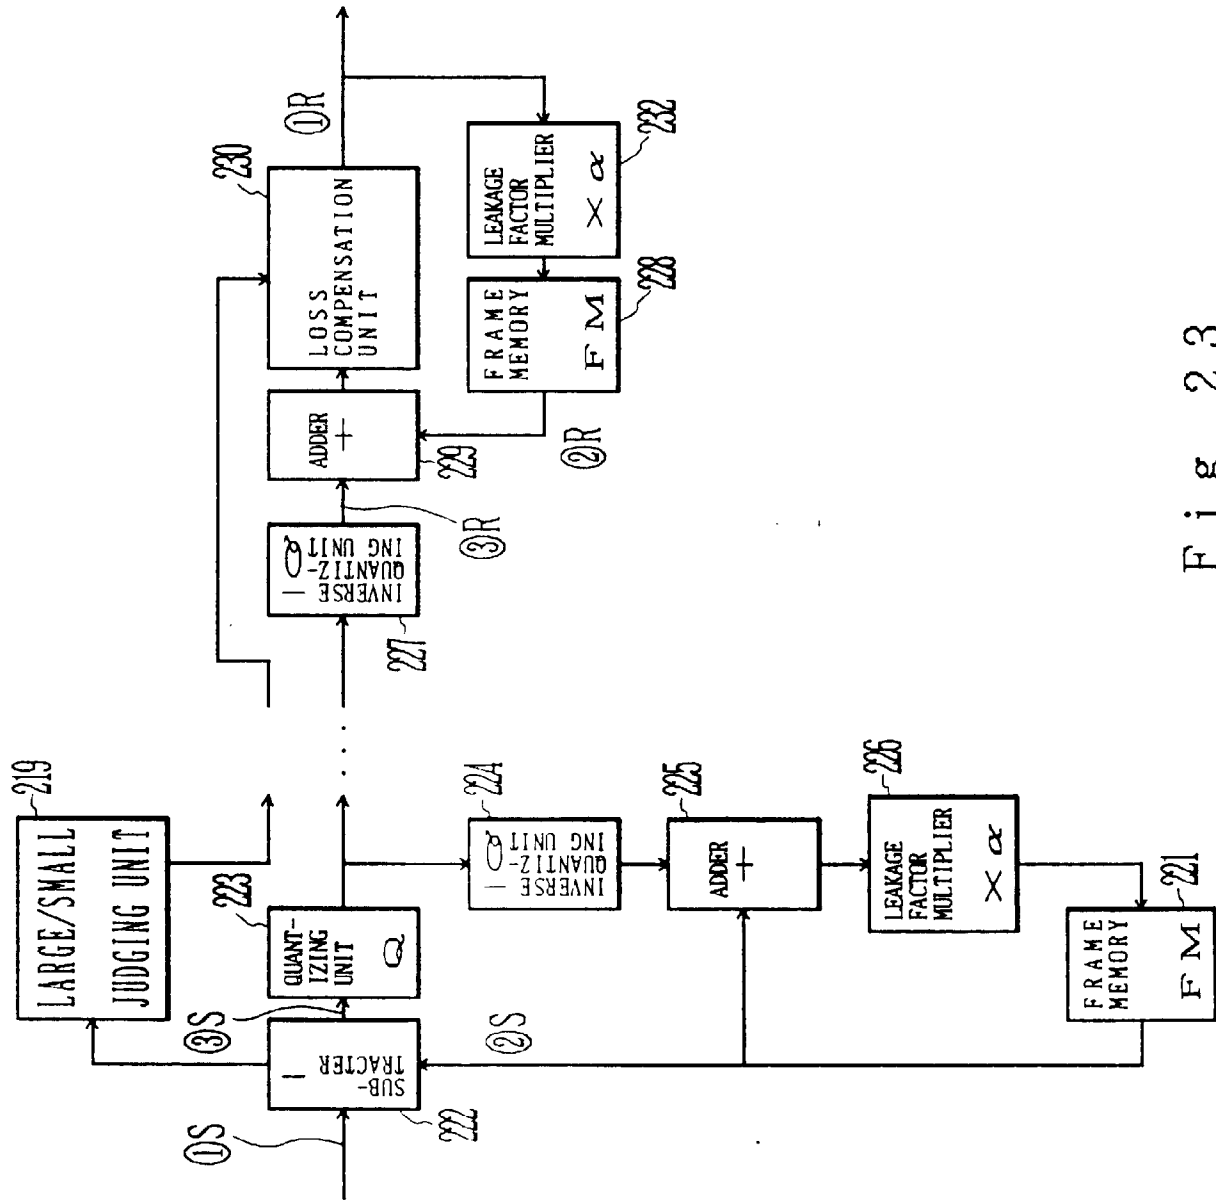 219
LARGE/SMALL
JUDGING UNIT
①S
SUB-
TRACTER
−
222
③S
QUANT-
IZING
UNIT
Q
223
②S
INVERSE
QUANTIZ-
ING UNIT
− Q
224
ADDER
+
225
LEAKAGE
FACTOR
MULTIPLIER
× α
226
FRAME
MEMORY
FM
221
INVERSE
QUANTIZ-
ING UNIT
− Q
227
③R
ADDER
+
229
LOSS
COMPENSATION
UNIT
230
①R
LEAKAGE
FACTOR
MULTIPLIER
× α
232
FRAME
MEMORY
FM
228
②R
Fig 23